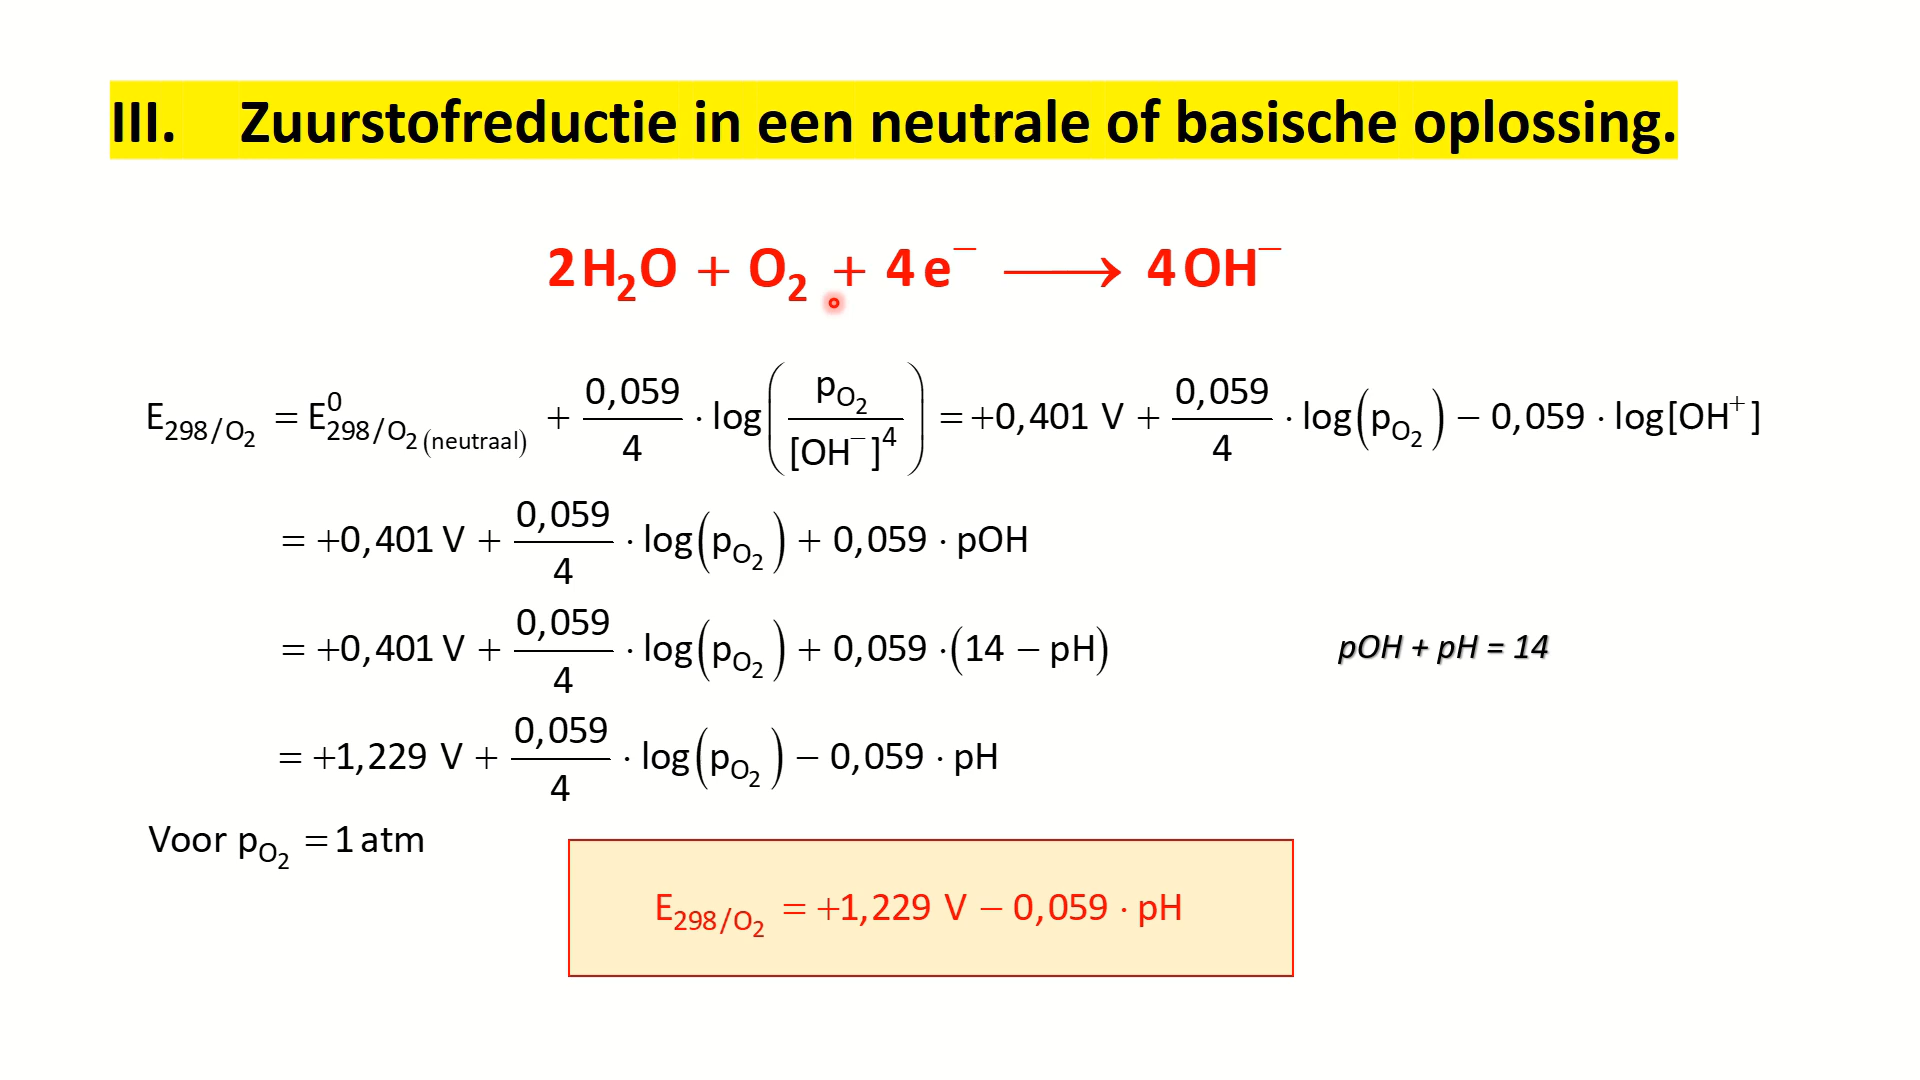 III. Zuurstofreductie in een neutrale of basische oplossing.
2H₂O + O₂ + 4e⁻ ⟶ 4OH⁻
E₂₉₈/O₂ = E⁰₂₉₈/O₂ (neutraal) + 0,059/4 · log(pO₂/[OH⁻]⁴) = +0,401 V + 0,059/4 · log(pO₂) − 0,059 · log[OH⁺]
= +0,401 V + 0,059/4 · log(pO₂) + 0,059 · pOH
= +0,401 V + 0,059/4 · log(pO₂) + 0,059 · (14 − pH) pOH + pH = 14
= +1,229 V + 0,059/4 · log(pO₂) − 0,059 · pH
Voor pO₂ = 1 atm
E₂₉₈/O₂ = +1,229 V − 0,059 · pH